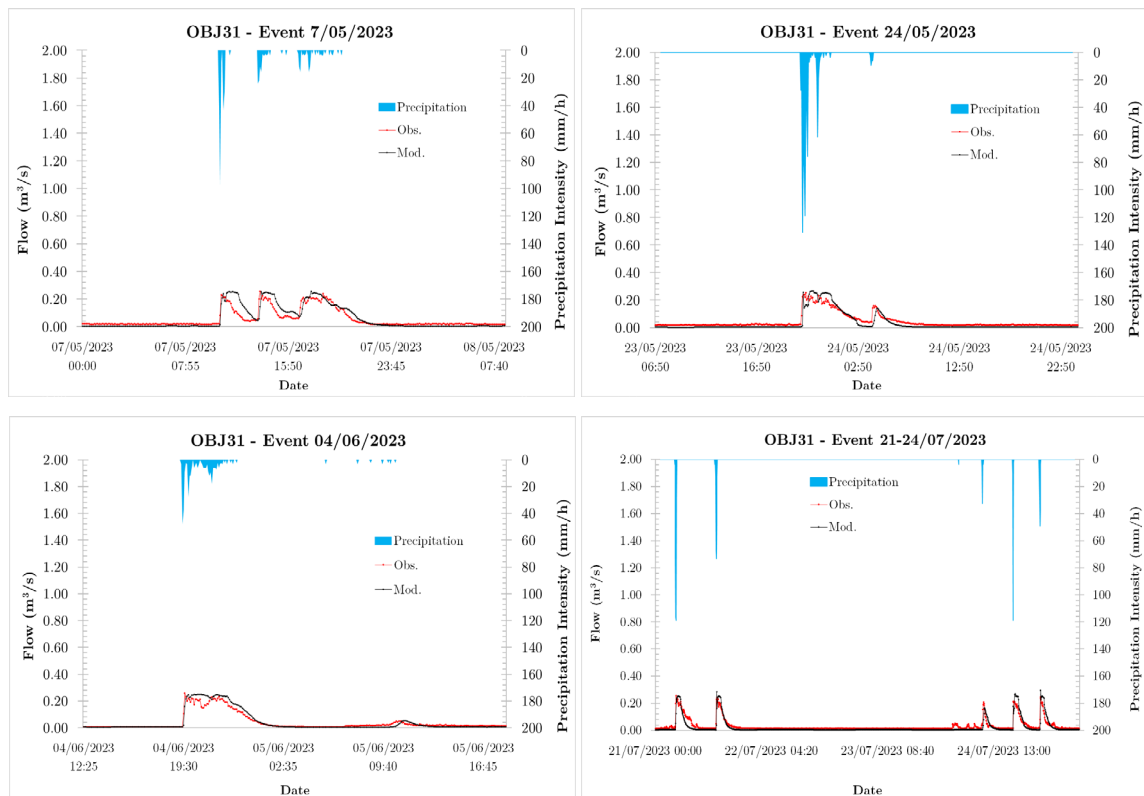 OBJ31 - Event 7/05/2023
2.00
1.80
1.60
1.40
1.20
1.00
0.80
0.60
0.40
0.20
0.00
Flow (m³/s)
0
20
40
60
80
100
120
140
160
180
200
Precipitation Intensity (mm/h)
Precipitation
Obs.
Mod.
07/05/2023 07/05/2023 07/05/2023 07/05/2023 08/05/2023
00:00 07:55 15:50 23:45 07:40
Date
OBJ31 - Event 24/05/2023
2.00
1.80
1.60
1.40
1.20
1.00
0.80
0.60
0.40
0.20
0.00
Flow (m³/s)
0
20
40
60
80
100
120
140
160
180
200
Precipitation Intensity (mm/h)
Precipitation
Obs.
Mod.
23/05/2023 23/05/2023 24/05/2023 24/05/2023 24/05/2023
06:50 16:50 02:50 12:50 22:50
Date
OBJ31 - Event 04/06/2023
2.00
1.80
1.60
1.40
1.20
1.00
0.80
0.60
0.40
0.20
0.00
Flow (m³/s)
0
20
40
60
80
100
120
140
160
180
200
Precipitation Intensity (mm/h)
Precipitation
Obs.
Mod.
04/06/2023 04/06/2023 05/06/2023 05/06/2023 05/06/2023
12:25 19:30 02:35 09:40 16:45
Date
OBJ31 - Event 21-24/07/2023
2.00
1.80
1.60
1.40
1.20
1.00
0.80
0.60
0.40
0.20
0.00
Flow (m³/s)
0
20
40
60
80
100
120
140
160
180
200
Precipitation Intensity (mm/h)
Precipitation
Obs.
Mod.
21/07/2023 00:00 22/07/2023 04:20 23/07/2023 08:40 24/07/2023 13:00
Date